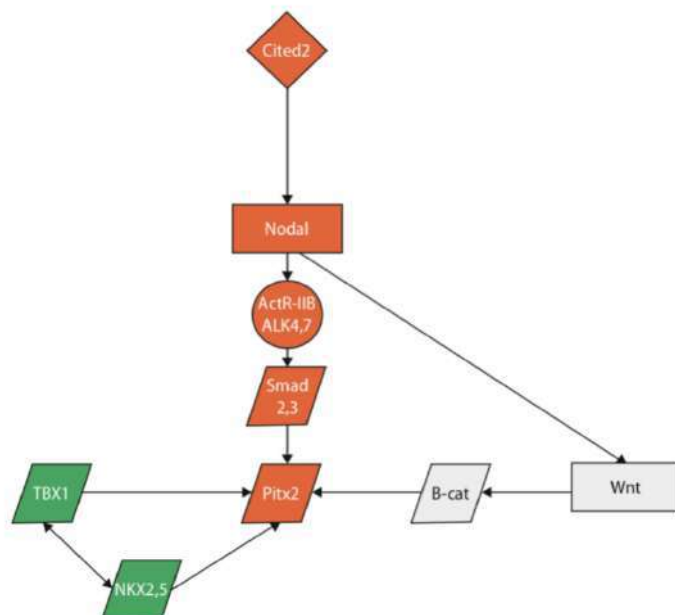 Cited2
Nodal
ActR-IIB
ALK4,7
Smad
2,3
TBX1
Pitx2
B-cat
Wnt
NKX2,5